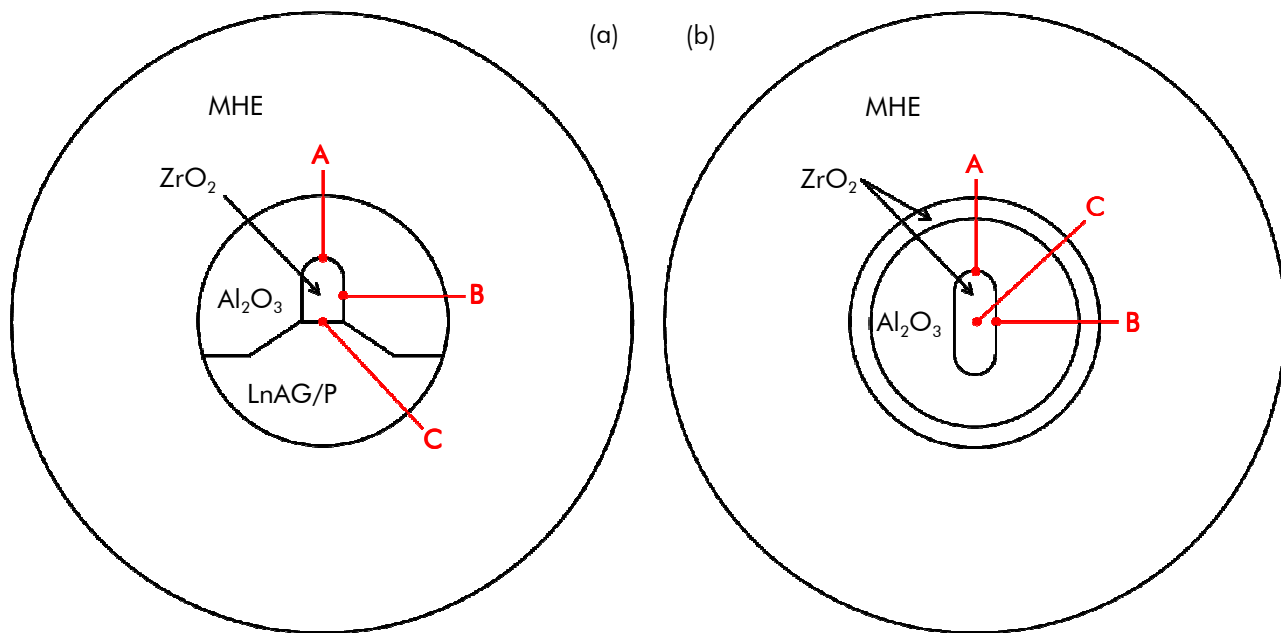 (a)
MHE
A
ZrO₂
Al₂O₃
B
LnAG/P
C
(b)
MHE
A
ZrO₂
C
Al₂O₃
B